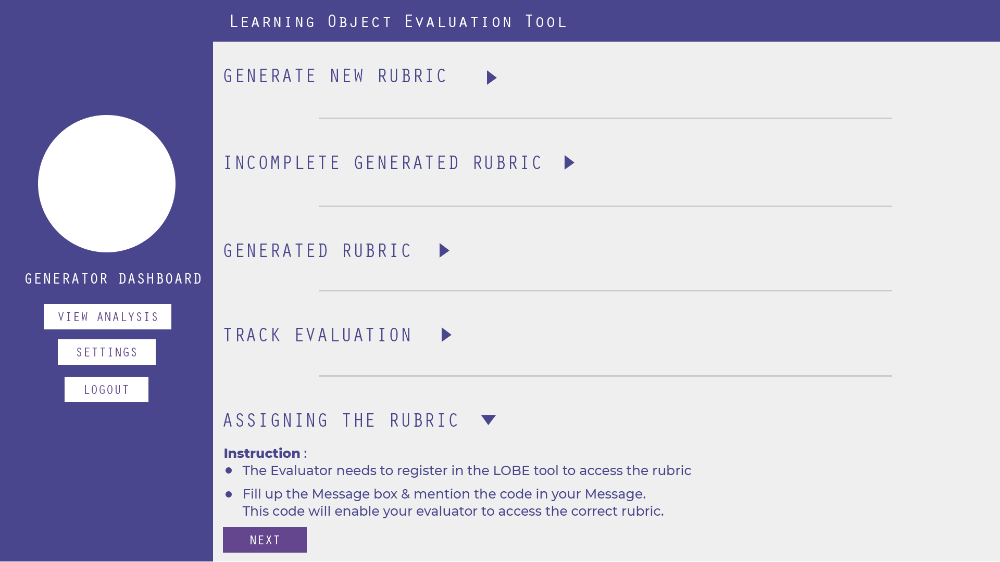 Learning Object Evaluation Tool
GENERATE NEW RUBRIC
INCOMPLETE GENERATED RUBRIC
GENERATED RUBRIC
GENERATOR DASHBOARD
VIEW ANALYSIS
SETTINGS
LOGOUT
TRACK EVALUATION
ASSIGNING THE RUBRIC
Instruction :
• The Evaluator needs to register in the LOBE tool to access the rubric
• Fill up the Message box & mention the code in your Message.
This code will enable your evaluator to access the correct rubric.
NEXT